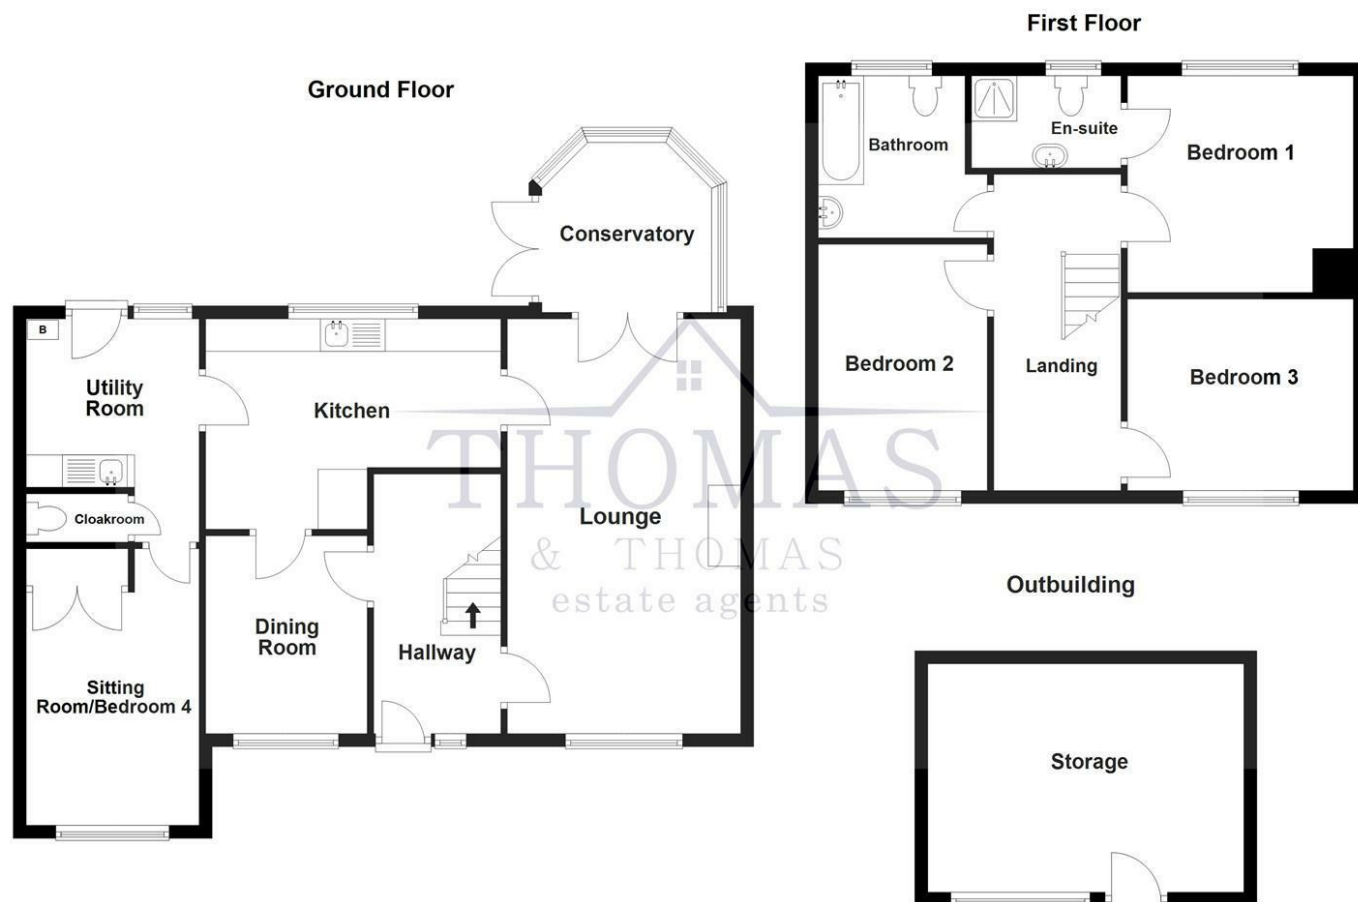 First Floor
Ground Floor
Bathroom
En-suite
Bedroom 1
Conservatory
B
Utility
Room
Kitchen
Bedroom 2
Landing
Bedroom 3
THOMAS
Cloakroom
Lounge
& THOMAS
estate agents
Outbuilding
Dining
Room
Hallway
Sitting
Room/Bedroom 4
Storage